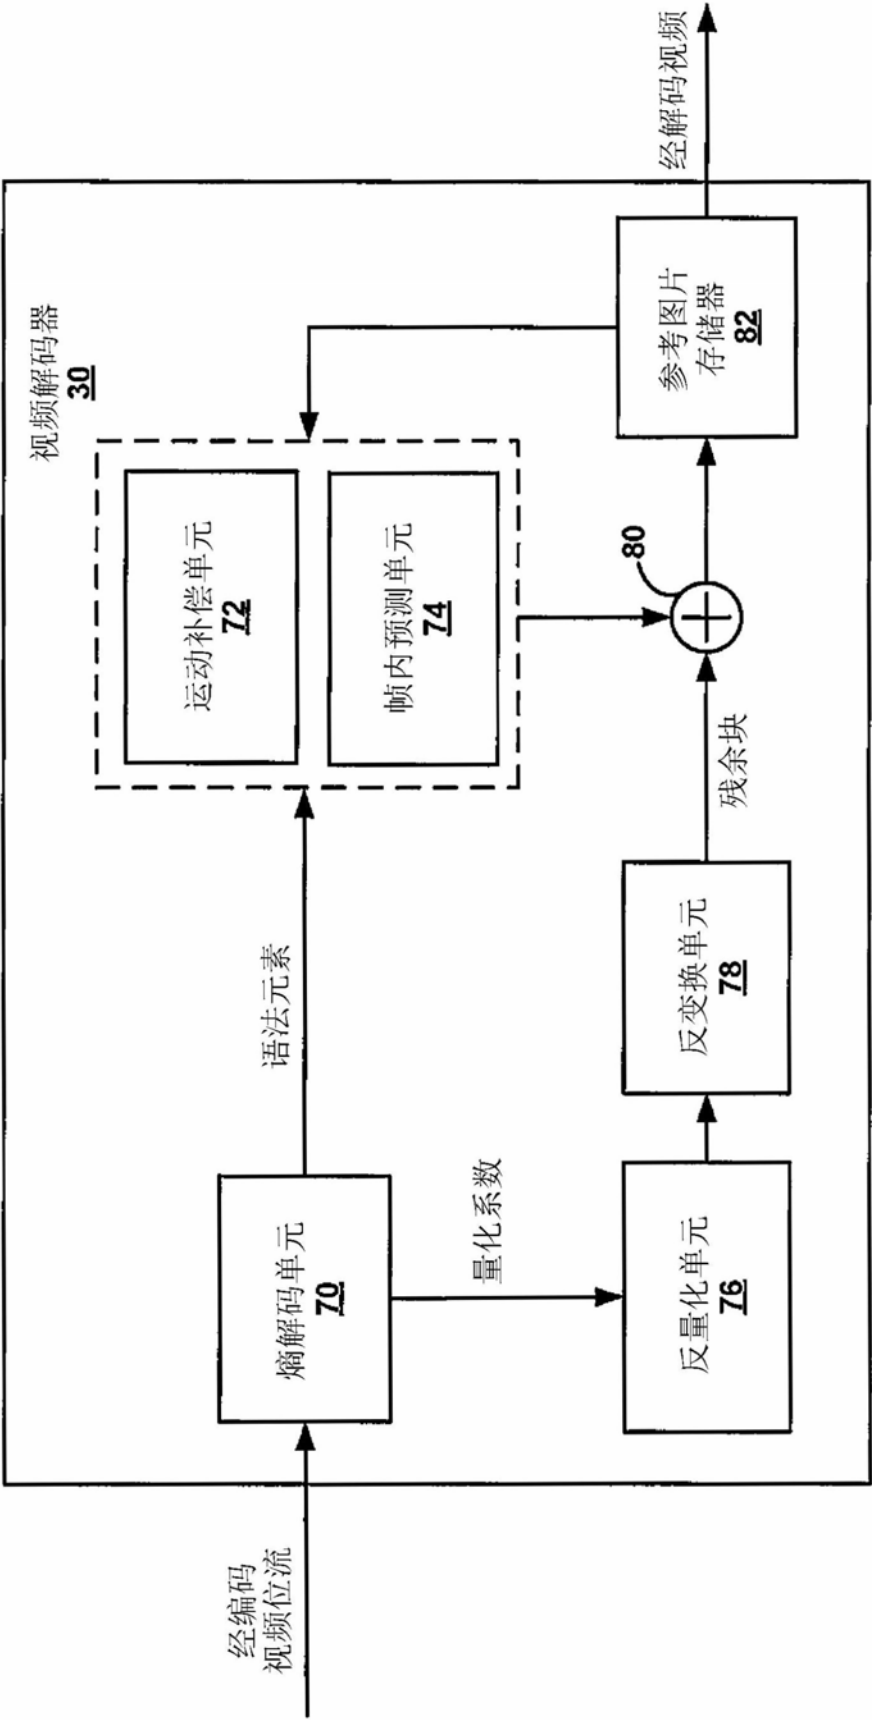 视频解码器
30
经编码
视频位流
熵解码单元
70
语法元素
运动补偿单元
72
帧内预测单元
74
量化系数
反量化单元
76
反变换单元
78
残余块
80
参考图片
存储器
82
经解码视频